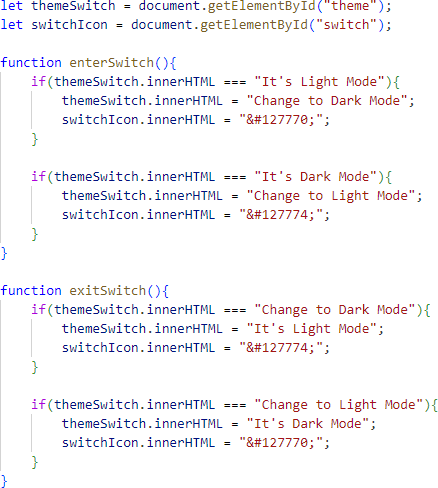 let themeSwitch = document.getElementById("theme");
let switchIcon = document.getElementById("switch");

function enterSwitch(){
    if(themeSwitch.innerHTML === "It's Light Mode"){
        themeSwitch.innerHTML = "Change to Dark Mode";
        switchIcon.innerHTML = "&#127770;";
    }

    if(themeSwitch.innerHTML === "It's Dark Mode"){
        themeSwitch.innerHTML = "Change to Light Mode";
        switchIcon.innerHTML = "&#127774;";
    }
}

function exitSwitch(){
    if(themeSwitch.innerHTML === "Change to Dark Mode"){
        themeSwitch.innerHTML = "It's Light Mode";
        switchIcon.innerHTML = "&#127774;";
    }

    if(themeSwitch.innerHTML === "Change to Light Mode"){
        themeSwitch.innerHTML = "It's Dark Mode";
        switchIcon.innerHTML = "&#127770;";
    }
}